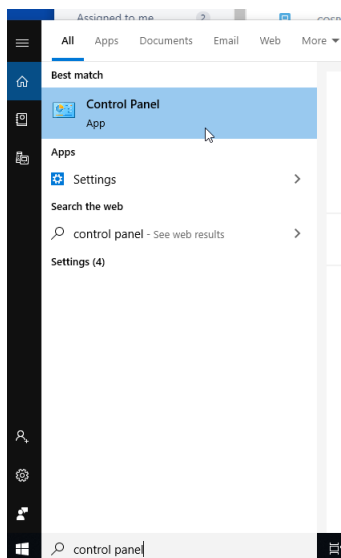 Assigned to me 2
All Apps Documents Email Web More
Best match
Control Panel
App
Apps
Settings
Search the web
control panel - See web results
Settings (4)
control panel